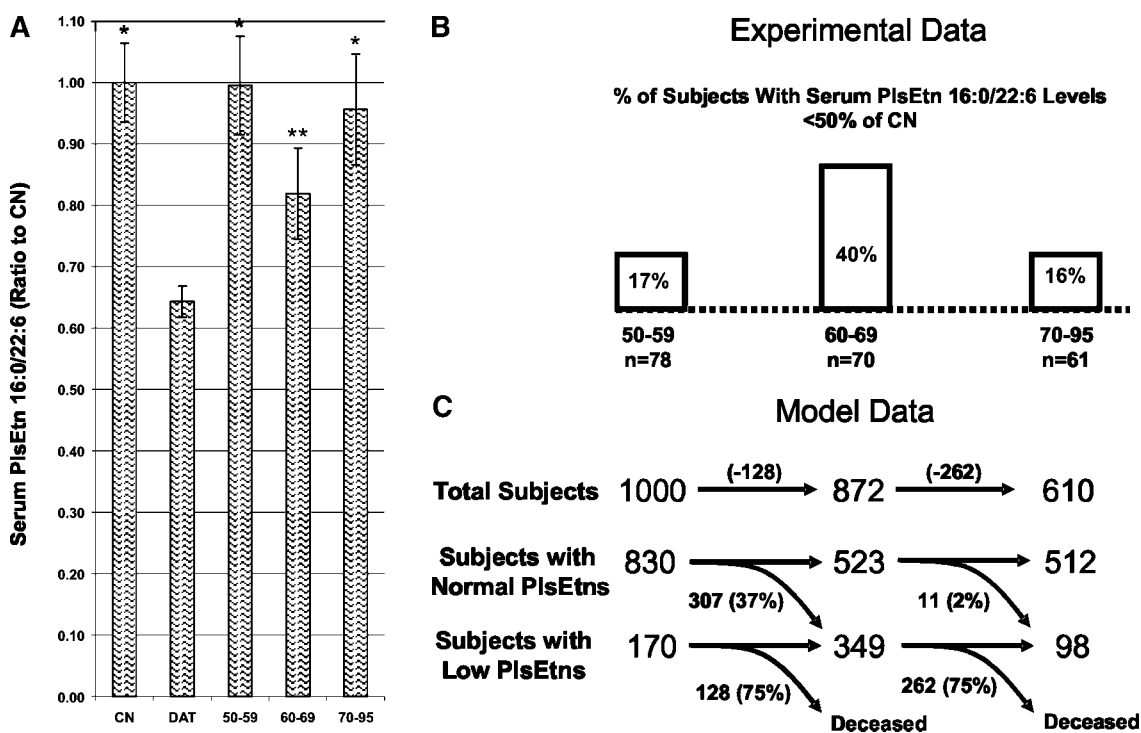 A
Serum PlsEtn 16:0/22:6 (Ratio to CN)
1.10
1.00
0.90
0.80
0.70
0.60
0.50
0.40
0.30
0.20
0.10
0.00
*
*
**
*
CN DAT 50-59 60-69 70-95
B
Experimental Data
% of Subjects With Serum PlsEtn 16:0/22:6 Levels
<50% of CN
17% 40% 16%
50-59 60-69 70-95
n=78 n=70 n=61
C
Model Data
(-128) (-262)
Total Subjects 1000 872 610
Subjects with
Normal PlsEtns
830 523 512
307 (37%) 11 (2%)
Subjects with
Low PlsEtns
170 349 98
128 (75%) 262 (75%)
Deceased Deceased